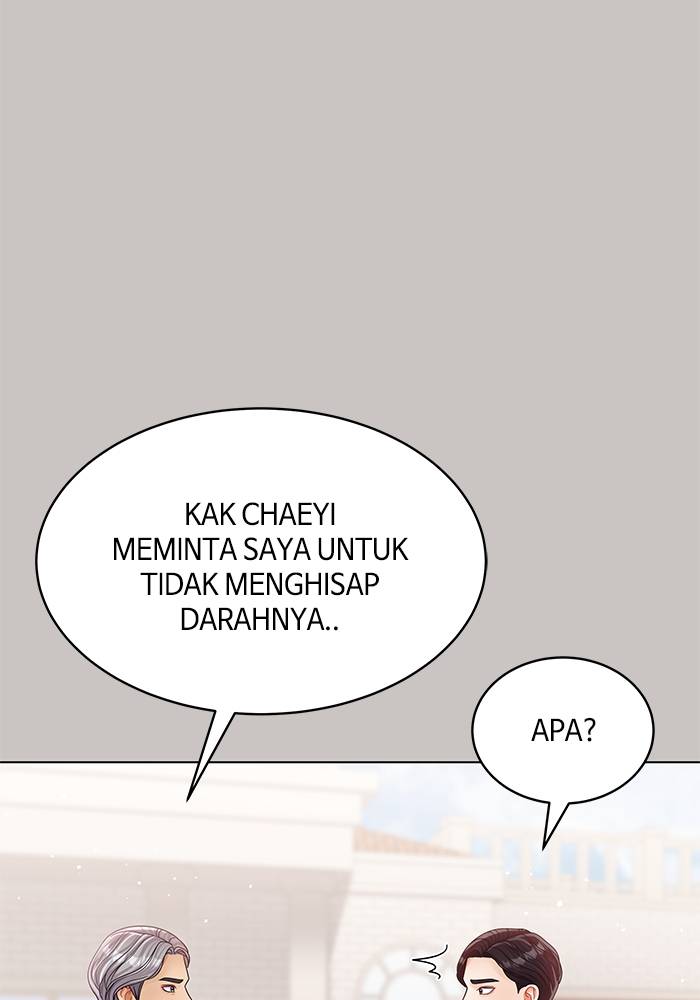 KAK CHAEYI
MEMINTA SAYA UNTUK
TIDAK MENGHISAP
DARAHNYA..
APA?